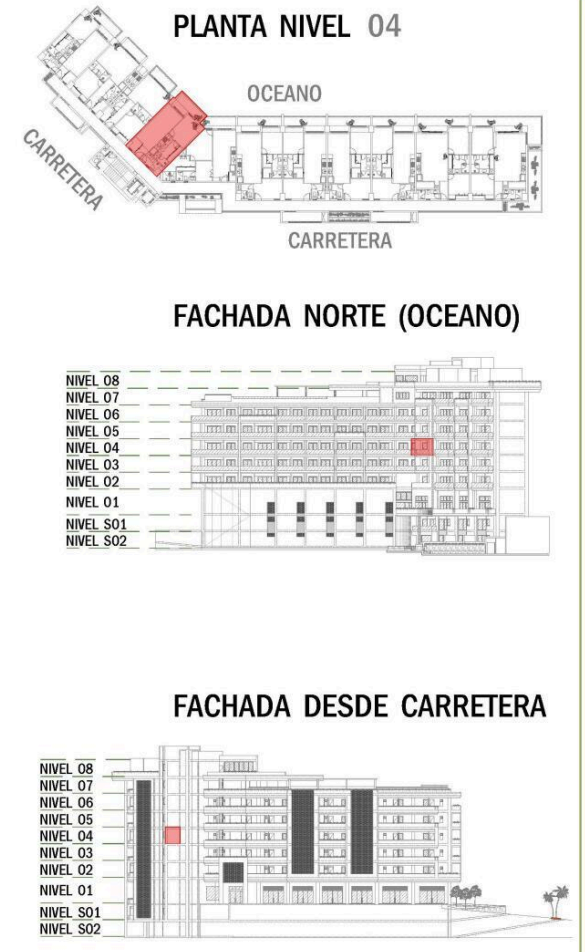 PLANTA NIVEL 04
OCEANO
CARRETERA
CARRETERA
FACHADA NORTE (OCEANO)
NIVEL 08
NIVEL 07
NIVEL 06
NIVEL 05
NIVEL 04
NIVEL 03
NIVEL 02
NIVEL 01
NIVEL S01
NIVEL S02
FACHADA DESDE CARRETERA
NIVEL 08
NIVEL 07
NIVEL 06
NIVEL 05
NIVEL 04
NIVEL 03
NIVEL 02
NIVEL 01
NIVEL S01
NIVEL S02